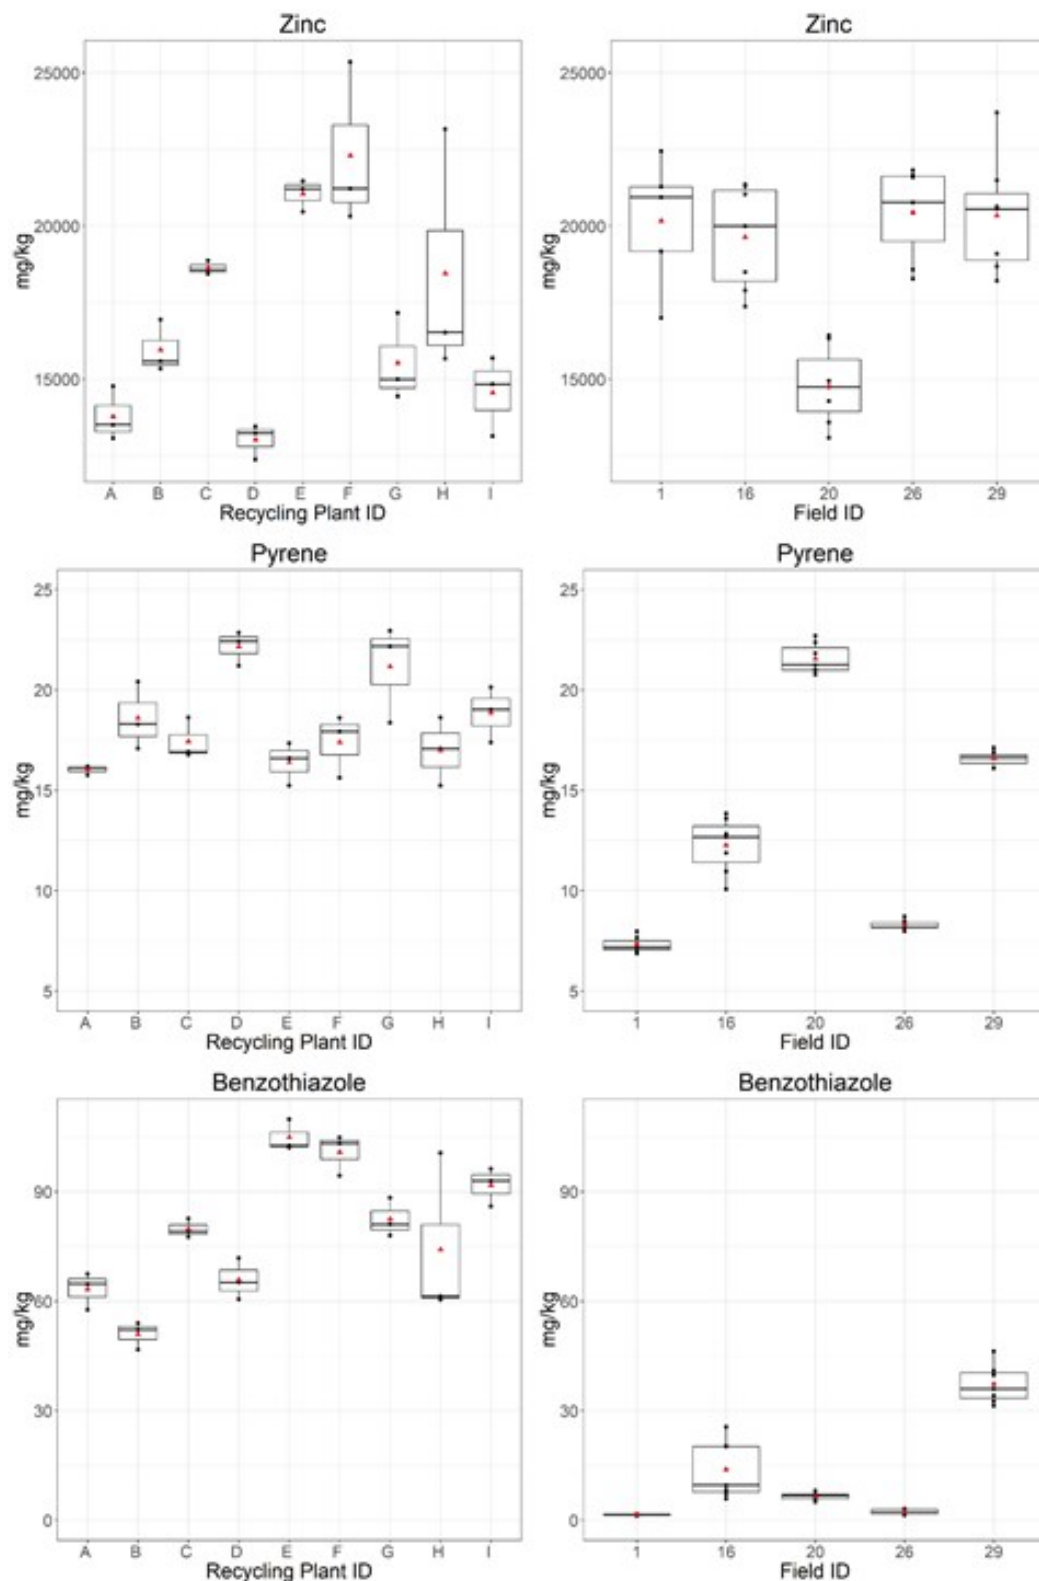 Zinc
Zinc
25000
20000
15000
mg/kg
A B C D E F G H I
Recycling Plant ID
25000
20000
15000
mg/kg
1 16 20 26 29
Field ID
Pyrene
Pyrene
25
20
15
10
5
mg/kg
A B C D E F G H I
Recycling Plant ID
25
20
15
10
5
mg/kg
1 16 20 26 29
Field ID
Benzothiazole
Benzothiazole
90
60
30
0
mg/kg
A B C D E F G H I
Recycling Plant ID
90
60
30
0
mg/kg
1 16 20 26 29
Field ID